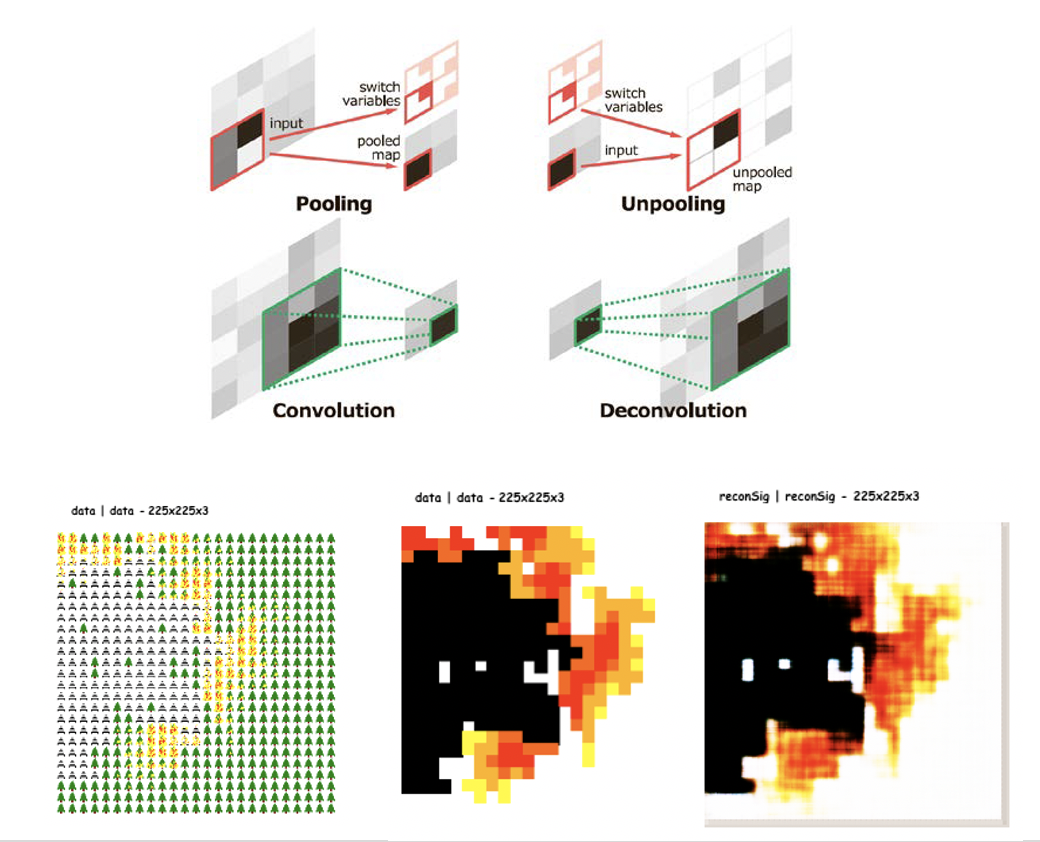 switch
variables
input
pooled
map
Pooling
switch
variables
input
unpooled
map
Unpooling
Convolution
Deconvolution
data | data - 225x225x3
data | data - 225x225x3
reconSig | reconSig - 225x225x3